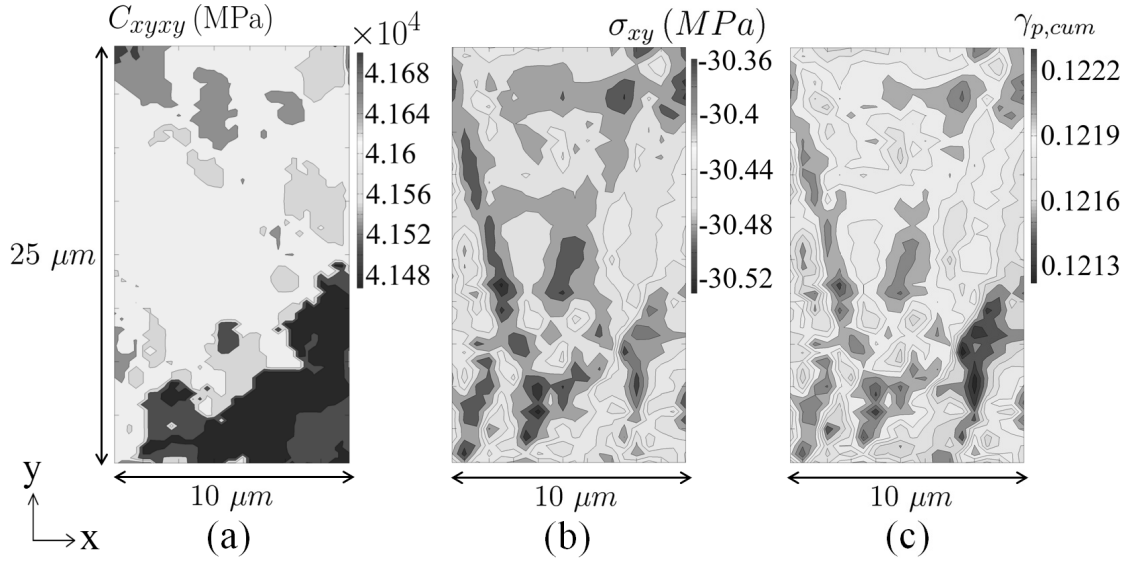 C_{xyxy} (MPa)
×10^4
4.168
4.164
4.16
4.156
4.152
4.148
25 μm
10 μm
(a)
y
x
σ_{xy} (MPa)
-30.36
-30.4
-30.44
-30.48
-30.52
10 μm
(b)
γ_{p,cum}
0.1222
0.1219
0.1216
0.1213
10 μm
(c)